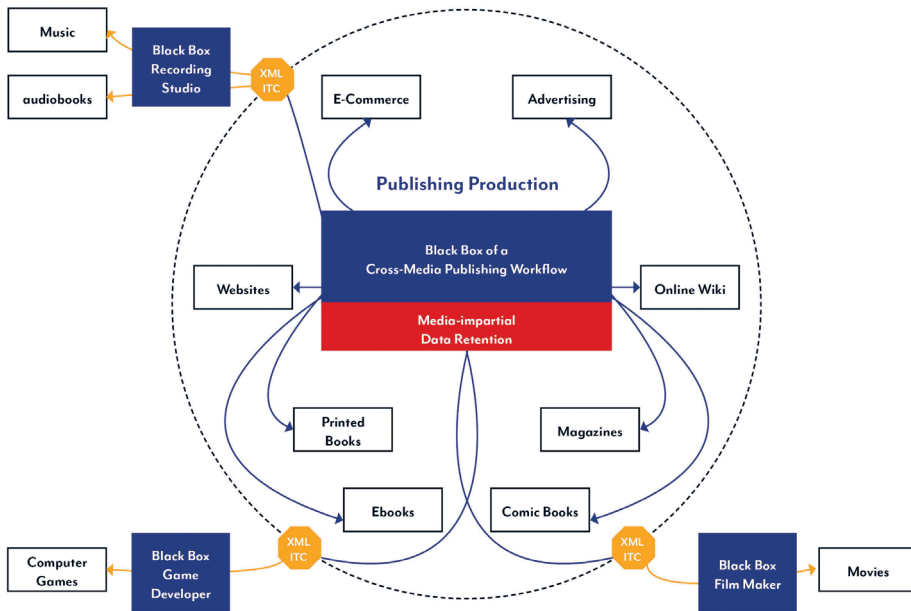 Music
Black Box
Recording
Studio
audiobooks
XML
ITC
E-Commerce
Advertising
Publishing Production
Black Box of a
Cross-Media Publishing Workflow
Websites
Online Wiki
Media-impartial
Data Retention
Printed
Books
Magazines
Ebooks
Comic Books
XML
ITC
XML
ITC
Computer
Games
Black Box
Game
Developer
Black Box
Film Maker
Movies